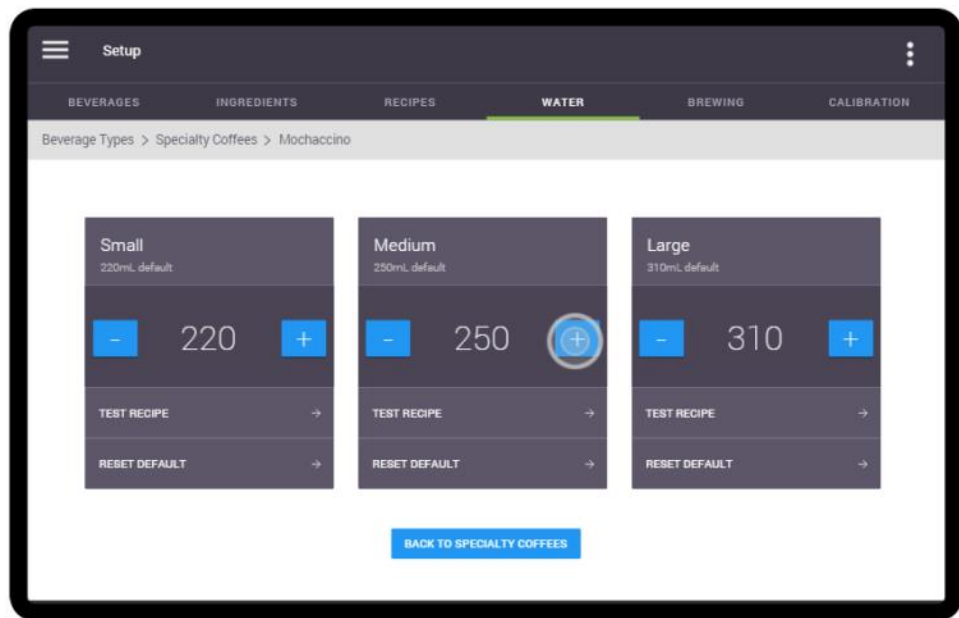 Setup
BEVERAGES INGREDIENTS RECIPES WATER BREWING CALIBRATION
Beverage Types > Specialty Coffees > Mochaccino
Small
220mL default
- 220 +
TEST RECIPE →
RESET DEFAULT →
Medium
250mL default
- 250 +
TEST RECIPE →
RESET DEFAULT →
Large
310mL default
- 310 +
TEST RECIPE →
RESET DEFAULT →
BACK TO SPECIALTY COFFEES